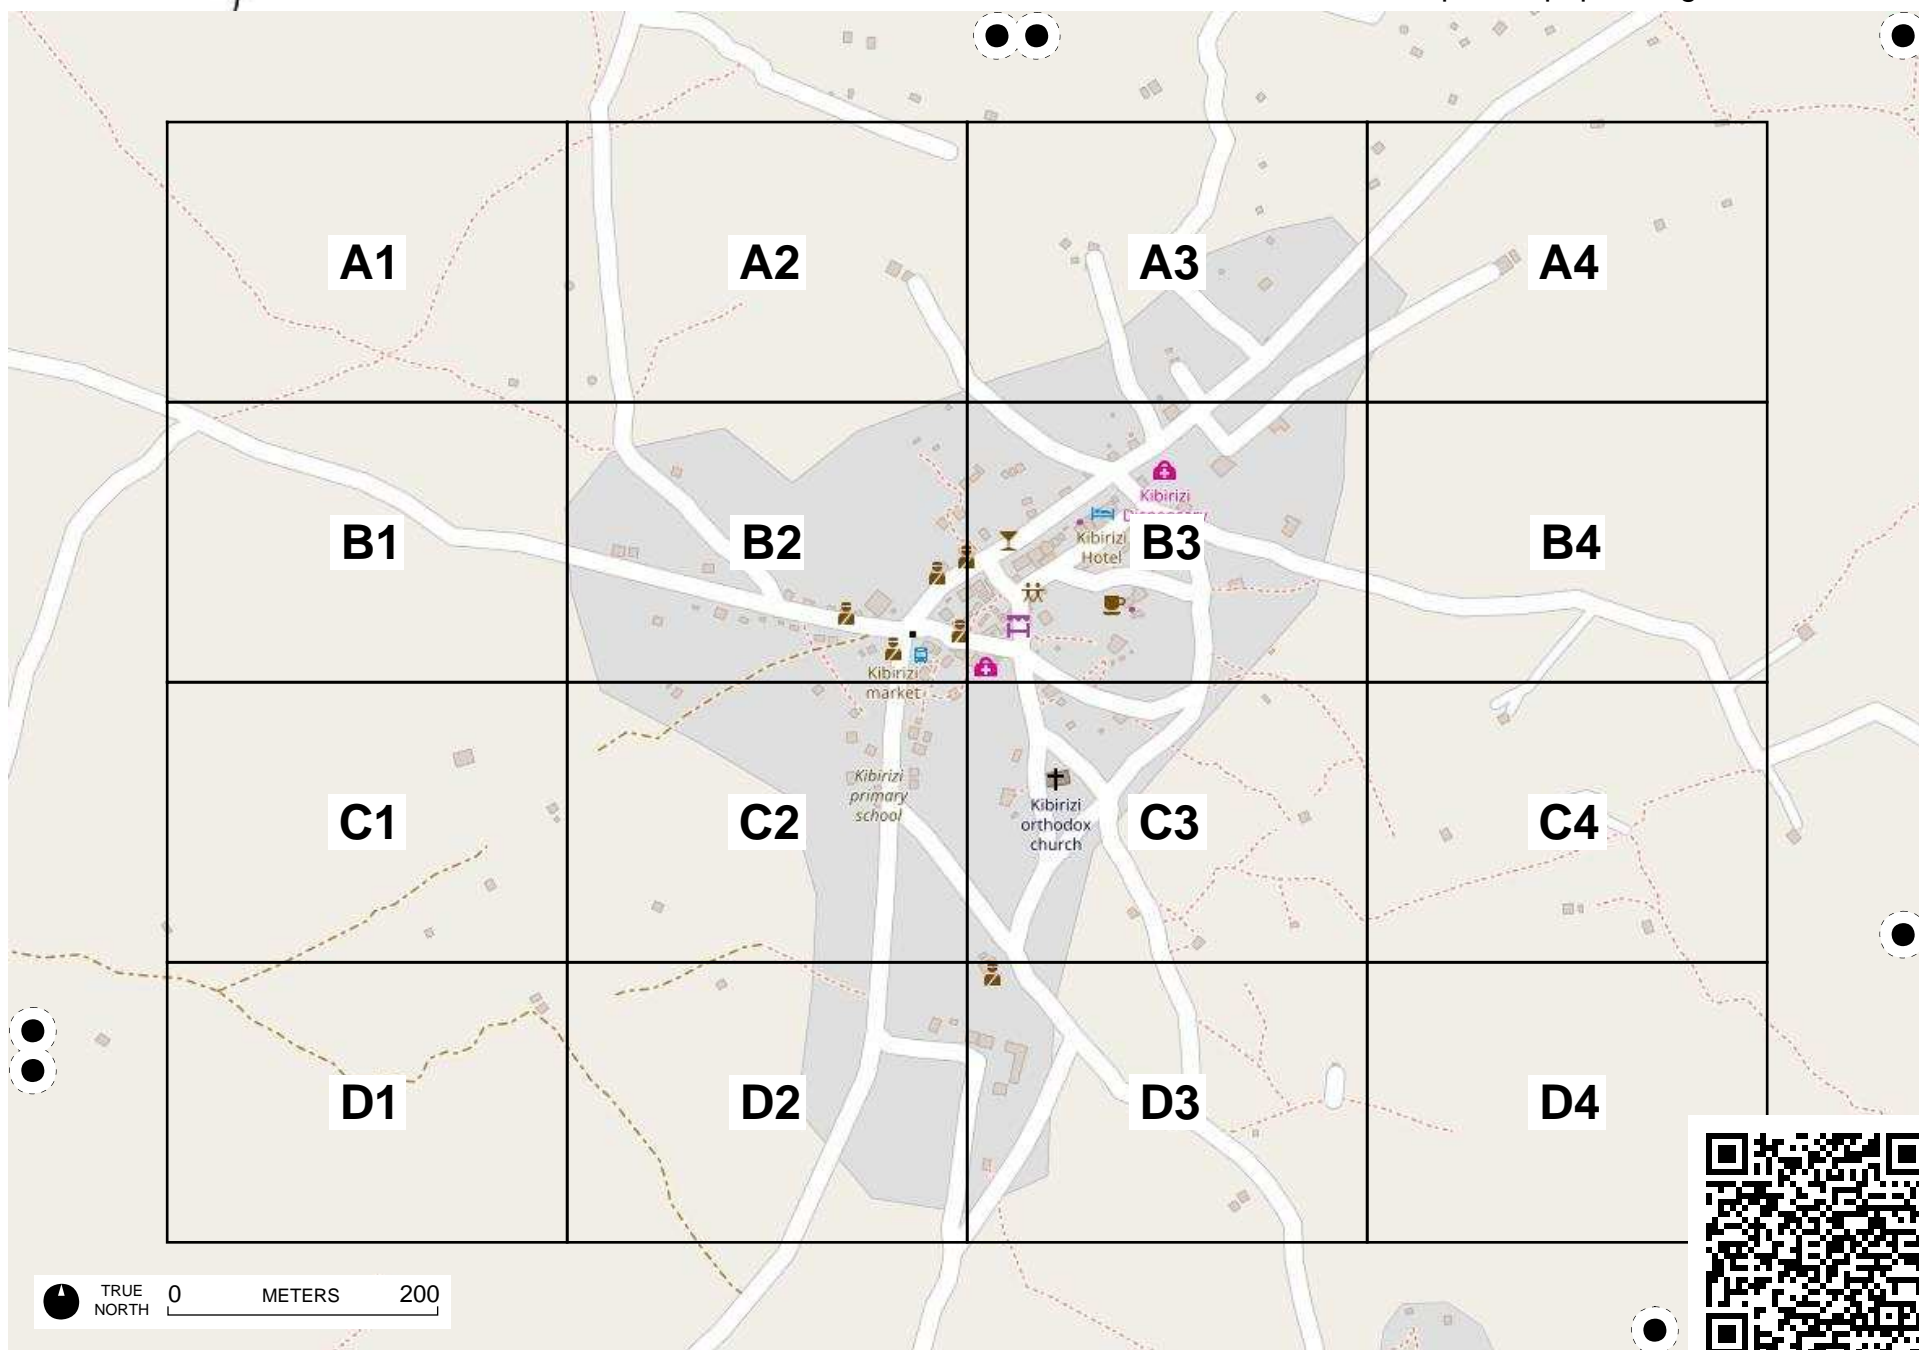 A1
A2
A3
A4
B1
B2
B3
B4
Kibirizi
Dispensary
Kibirizi
Hotel
Kibirizi
market
C1
C2
C3
C4
Kibirizi
primary
school
Kibirizi
orthodox
church
D1
D2
D3
D4
TRUE
NORTH
0 METERS 200